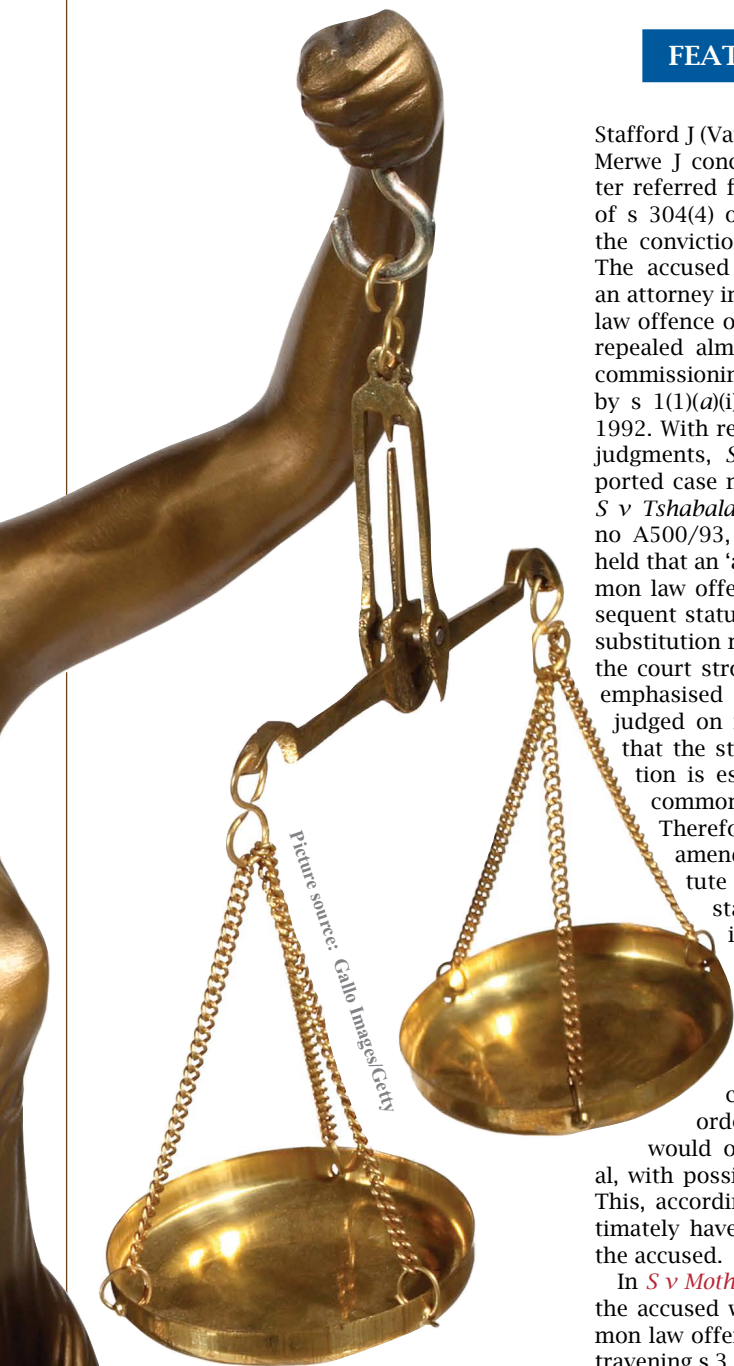 FEAT
Stafford J (Va
Merwe J conc
ter referred f
of s 304(4) o
the convictio
The accused
an attorney in
law offence o
repealed alm
commissionin
by s 1(1)(a)(i)
1992. With re
judgments, S
ported case n
S v Tshabala
no A500/93,
held that an ‘a
mon law offe
sequent statu
substitution
the court stro
emphasised
judged on
that the st
tion is es
common
Therefo
amend
tute
sta
i
c
orde
would o
al, with possi
This, accordin
timately have
the accused.
In S v Moth
the accused w
mon law offe
travening s 3
Picture source: Gallo Images/Getty